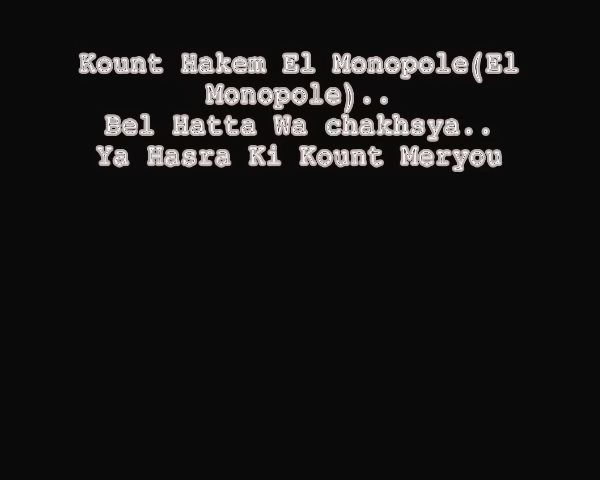 Kount Hakem El Monopole(El
Monopole)..
Bel Hatta Wa chakhsya..
Ya Hasra Ki Kount Meryou